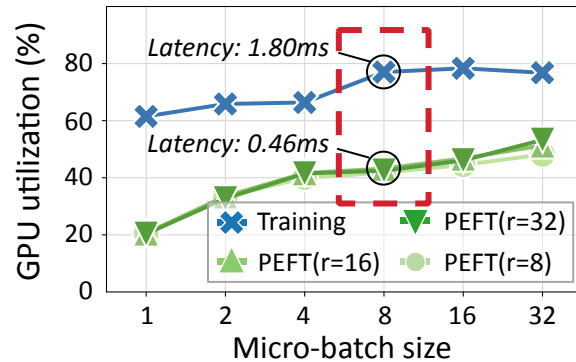 GPU utilization (%)
80
60
40
20
0
Latency: 1.80ms
Latency: 0.46ms
Training
PEFT(r=32)
PEFT(r=16)
PEFT(r=8)
1 2 4 8 16 32
Micro-batch size